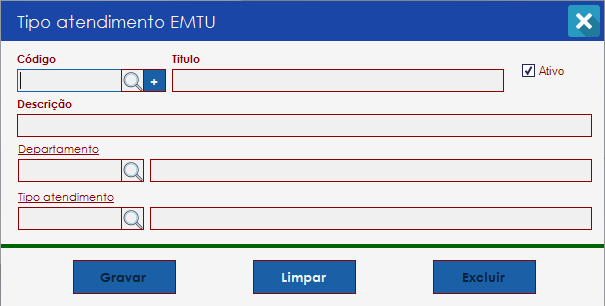 Tipo atendimento EMTU
Código Título
Ativo
+
Descrição
Departamento
Tipo atendimento
Gravar Limpar Excluir